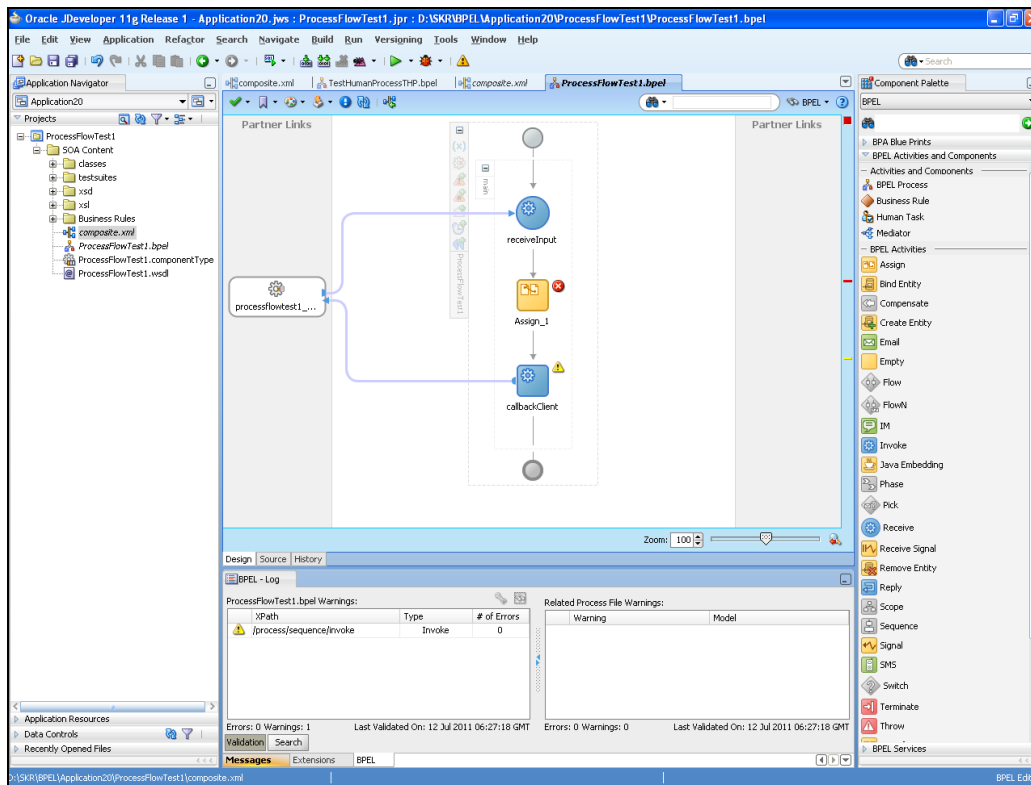 Oracle JDeveloper 11g Release 1 - Application20.jws : ProcessFlowTest1.jpr : D:\SKR\BPEL\Application20\ProcessFlowTest1\ProcessFlowTest1.bpel
File Edit View Application Refactor Search Navigate Build Run Versioning Tools Window Help
Search
Application Navigator
Application20
Projects
ProcessFlowTest1
SOA Content
classes
testsuites
xsd
xsl
Business Rules
composite.xml
ProcessFlowTest1.bpel
ProcessFlowTest1.componentType
ProcessFlowTest1.wsdl
Application Resources
Data Controls
Recently Opened Files
composite.xml TestHumanProcessTHP.bpel composite.xml ProcessFlowTest1.bpel
BPEL
Partner Links
Partner Links
(x)
main
ProcessFlowTest1
receiveInput
processflowtest1_...
Assign_1
callbackClient
Zoom: 100
Design Source History
BPEL - Log
ProcessFlowTest1.bpel Warnings:
XPath Type # of Errors
/process/sequence/invoke Invoke 0
Errors: 0 Warnings: 1 Last Validated On: 12 Jul 2011 06:27:18 GMT
Related Process File Warnings:
Warning Model
Errors: 0 Warnings: 0 Last Validated On: 12 Jul 2011 06:27:18 GMT
Validation Search
Messages Extensions BPEL
Component Palette
BPEL
BPA Blue Prints
BPEL Activities and Components
Activities and Components
BPEL Process
Business Rule
Human Task
Mediator
BPEL Activities
Assign
Bind Entity
Compensate
Create Entity
Email
Empty
Flow
FlowN
IM
Invoke
Java Embedding
Phase
Pick
Receive
Receive Signal
Remove Entity
Reply
Scope
Sequence
Signal
SMS
Switch
Terminate
Throw
BPEL Services
D:\SKR\BPEL\Application20\ProcessFlowTest1\composite.xml
BPEL Edit